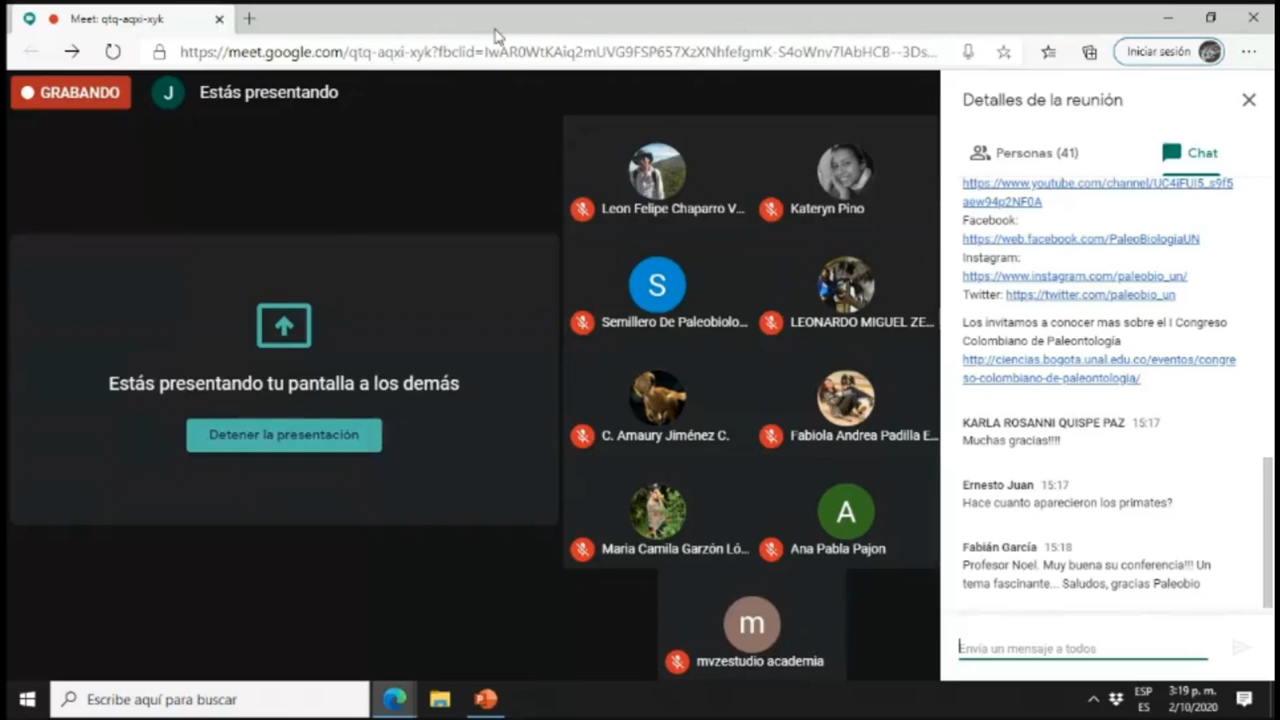 Meet: qtq-aqxi-xyk
https://meet.google.com/qtq-aqxi-xyk?fbclid=IwAR0WtKAiq2mUVG9FSP657XzXNhfefgmK-S4oWnv7lAbHCB--3Ds...
Iniciar sesión
GRABANDO
J
Estás presentando
Estás presentando tu pantalla a los demás
Detener la presentación
Leon Felipe Chaparro V...
Kateryn Pino
S
Semillero De Paleobiolo...
LEONARDO MIGUEL ZE...
C. Amaury Jiménez C.
Fabiola Andrea Padilla E...
Maria Camila Garzón Ló...
A
Ana Pabla Pajon
m
mvzestudio academia
Detalles de la reunión
Personas (41)
Chat
https://www.youtube.com/channel/UC4iFUI5_s9f5
aew94p2NF0A
Facebook:
https://web.facebook.com/PaleoBiologiaUN
Instagram:
https://www.instagram.com/paleobio_un/
Twitter: https://twitter.com/paleobio_un
Los invitamos a conocer mas sobre el I Congreso
Colombiano de Paleontología
http://ciencias.bogota.unal.edu.co/eventos/congre
so-colombiano-de-paleontologia/
KARLA ROSANNI QUISPE PAZ 15:17
Muchas gracias!!!!
Ernesto Juan 15:17
Hace cuanto aparecieron los primates?
Fabián García 15:18
Profesor Noel. Muy buena su conferencia!!! Un
tema fascinante... Saludos, gracias Paleobio
Envía un mensaje a todos
Escribe aquí para buscar
ESP
ES
3:19 p. m.
2/10/2020